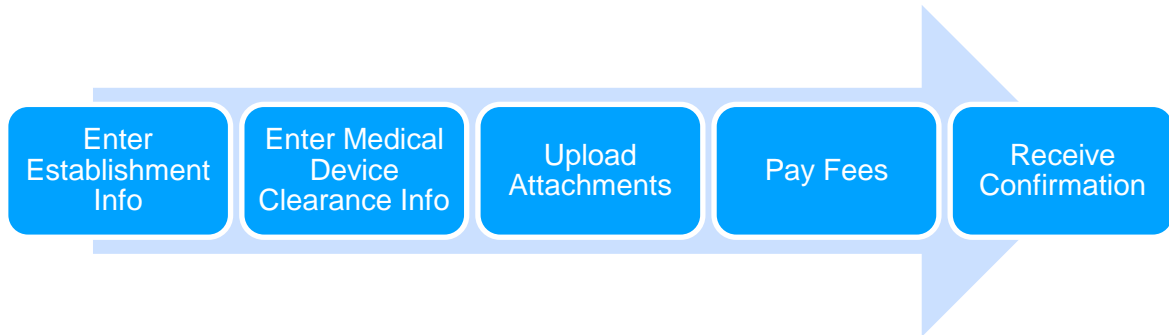 Enter
Establishment
Info
Enter Medical
Device
Clearance Info
Upload
Attachments
Pay Fees
Receive
Confirmation